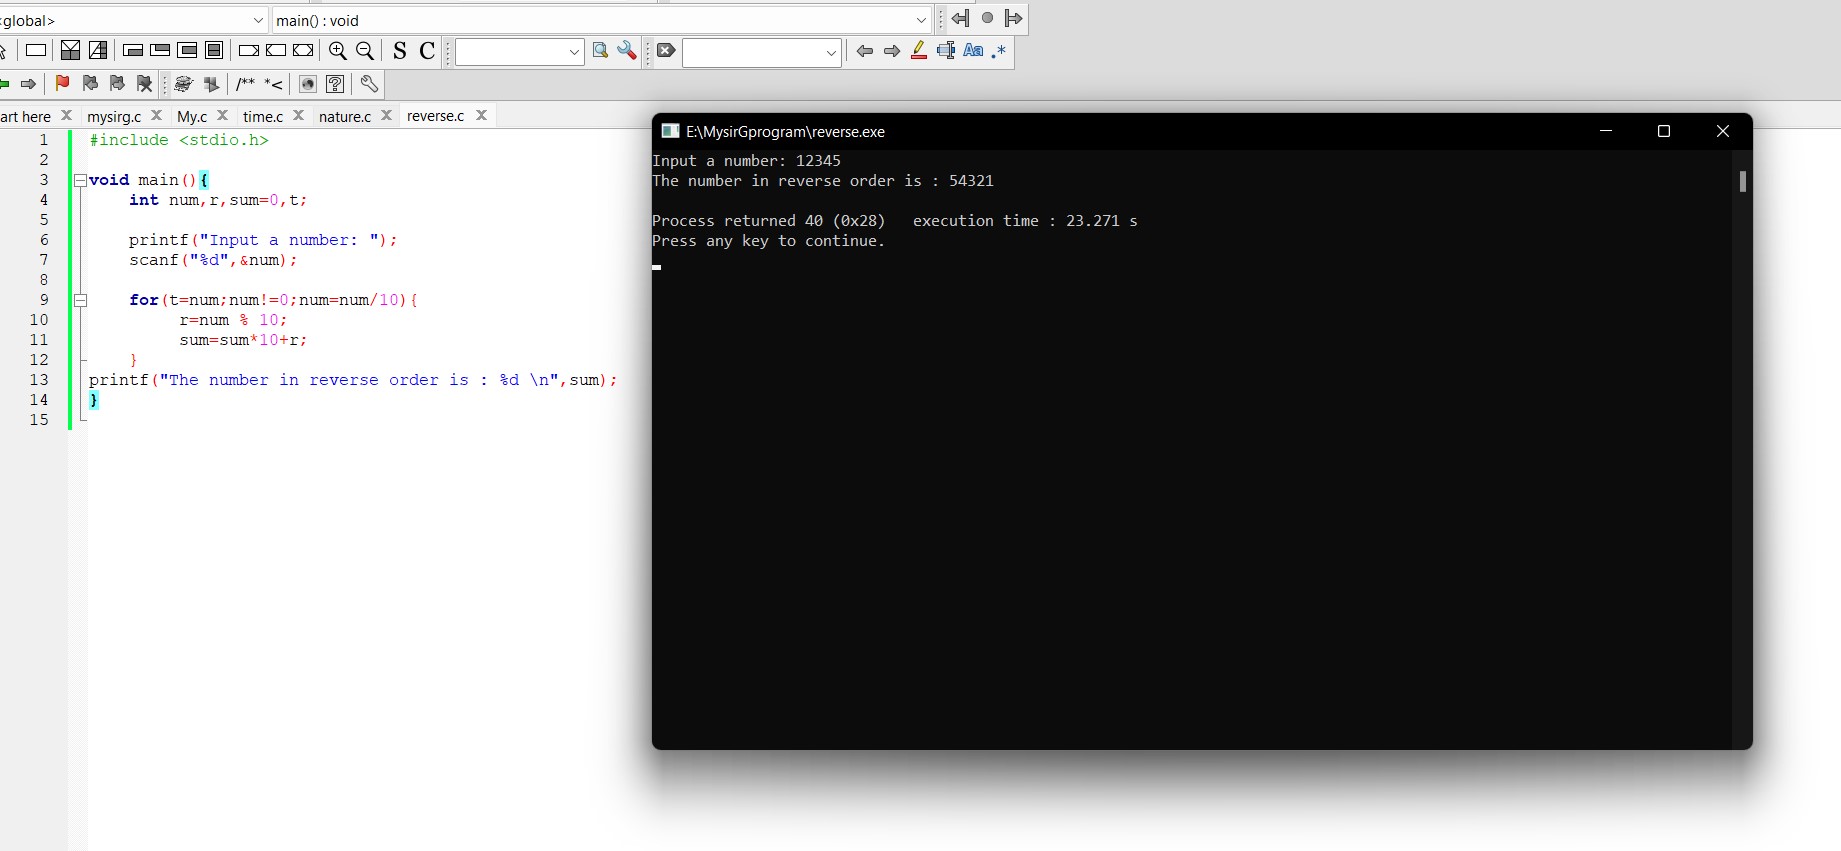 <global>
main() : void
S C
Aa .*
/** *<
art here mysirg.c My.c time.c nature.c reverse.c
1 #include <stdio.h>
2
3 void main(){
4 int num,r,sum=0,t;
5
6 printf("Input a number: ");
7 scanf("%d",&num);
8
9 for(t=num;num!=0;num=num/10){
10 r=num % 10;
11 sum=sum*10+r;
12 }
13 printf("The number in reverse order is : %d \n",sum);
14 }
15
E:\MysirGprogram\reverse.exe
Input a number: 12345
The number in reverse order is : 54321
Process returned 40 (0x28) execution time : 23.271 s
Press any key to continue.